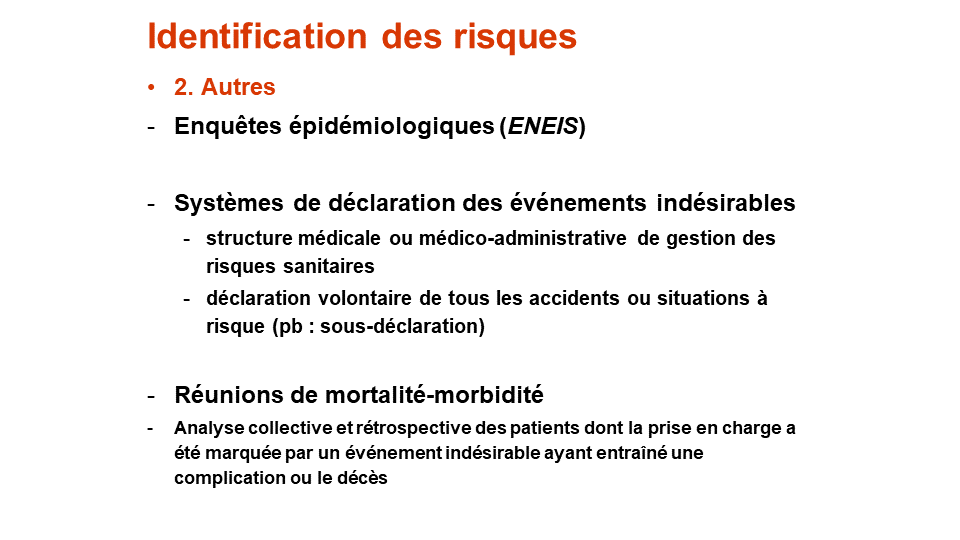 Identification des risques
• 2. Autres
- Enquêtes épidémiologiques (ENEIS)
- Systèmes de déclaration des événements indésirables
- structure médicale ou médico-administrative de gestion des
risques sanitaires
- déclaration volontaire de tous les accidents ou situations à
risque (pb : sous-déclaration)
- Réunions de mortalité-morbidité
- Analyse collective et rétrospective des patients dont la prise en charge a
été marquée par un événement indésirable ayant entraîné une
complication ou le décès